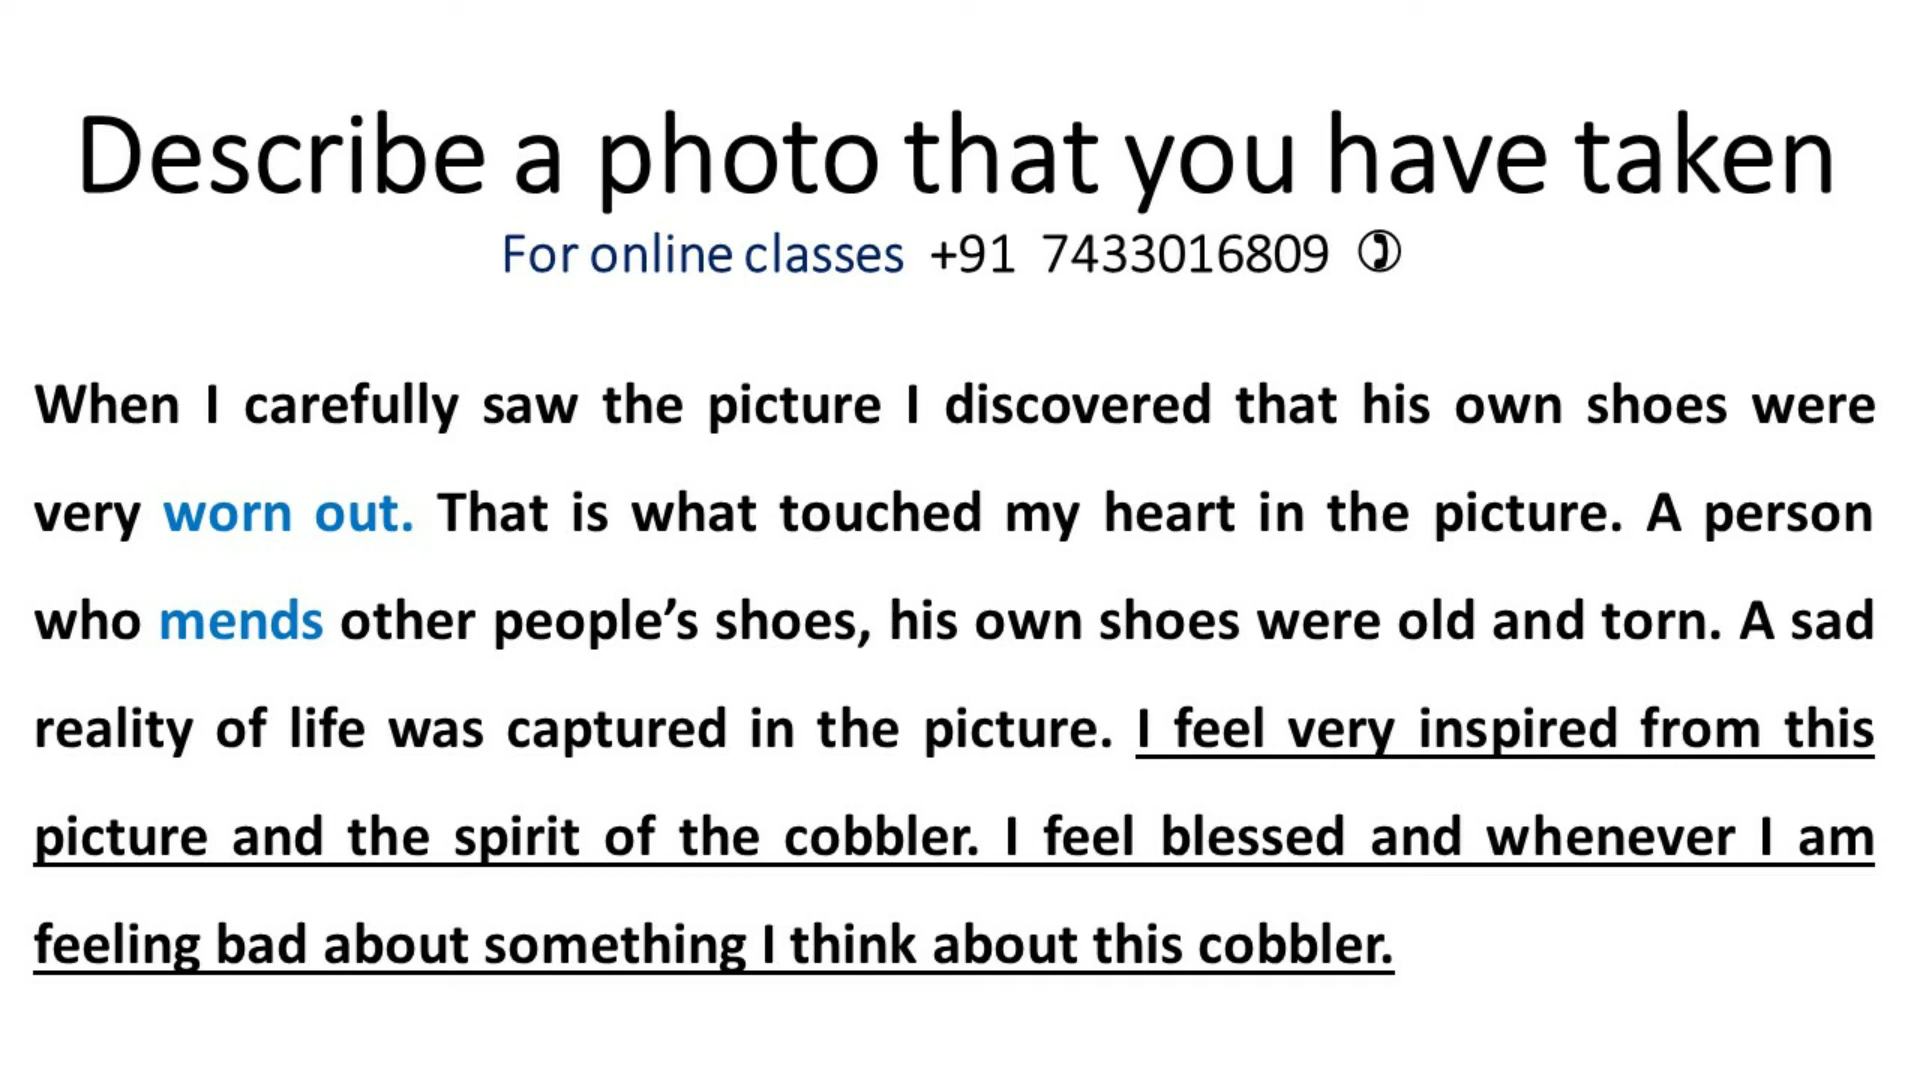 Describe a photo that you have taken
For online classes +91 7433016809 ✆
When I carefully saw the picture I discovered that his own shoes were
very worn out. That is what touched my heart in the picture. A person
who mends other people’s shoes, his own shoes were old and torn. A sad
reality of life was captured in the picture. I feel very inspired from this
picture and the spirit of the cobbler. I feel blessed and whenever I am
feeling bad about something I think about this cobbler.